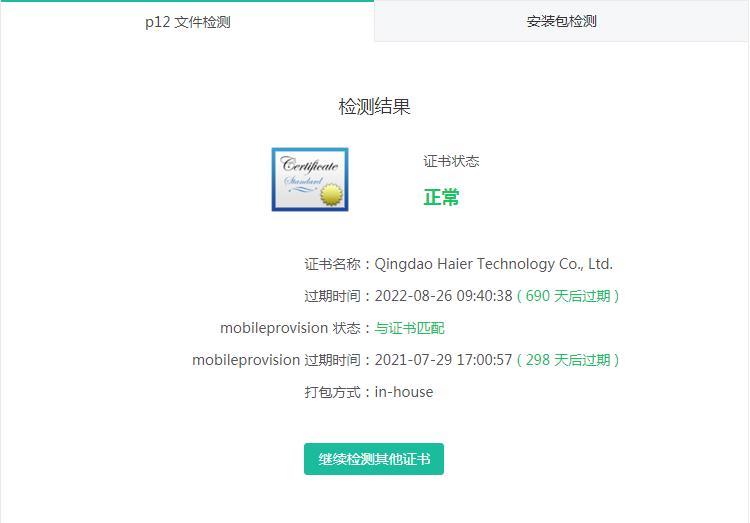 p12 文件检测
安装包检测
检测结果
Certificate
Standard
证书状态
正常
证书名称：Qingdao Haier Technology Co., Ltd.
过期时间：2022-08-26 09:40:38 ( 690 天后过期 )
mobileprovision 状态：与证书匹配
mobileprovision 过期时间：2021-07-29 17:00:57 ( 298 天后过期 )
打包方式：in-house
继续检测其他证书